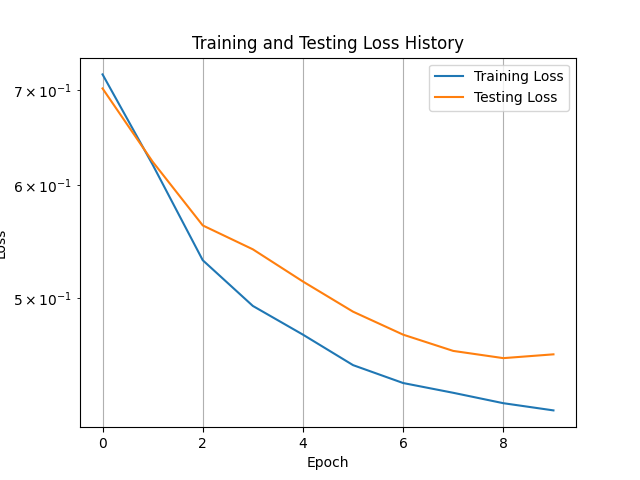 Training and Testing Loss History
Training Loss
Testing Loss
7 × 10⁻¹
6 × 10⁻¹
5 × 10⁻¹
Loss
0 2 4 6 8
Epoch